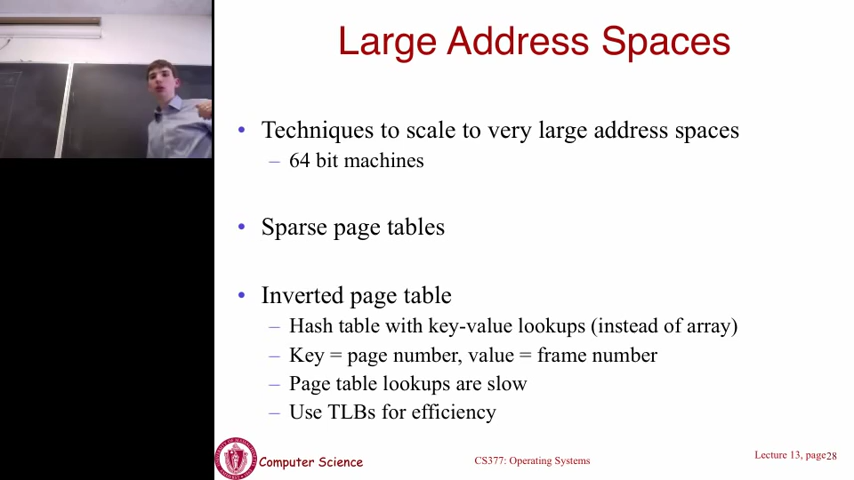 Large Address Spaces
• Techniques to scale to very large address spaces
– 64 bit machines
• Sparse page tables
• Inverted page table
– Hash table with key-value lookups (instead of array)
– Key = page number, value = frame number
– Page table lookups are slow
– Use TLBs for efficiency
Computer Science
CS377: Operating Systems
Lecture 13, page28